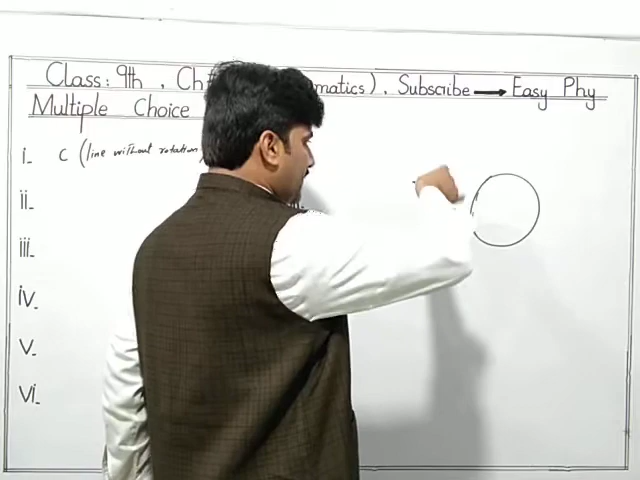 Class: 9th , Ch matics) , Subscribe → Easy Phy
Multiple Choice
i- C (line without rotation)
ii-
iii-
iv-
v-
vi-